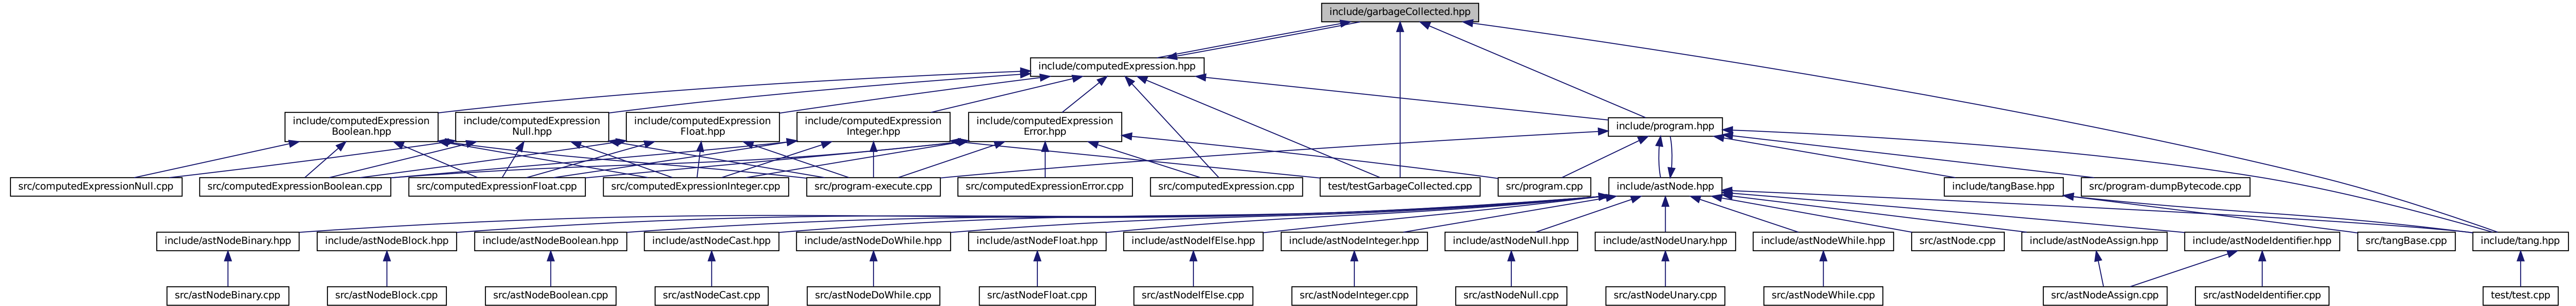 include/garbageCollected.hpp
include/computedExpression.hpp
include/computedExpression
Boolean.hpp
include/computedExpression
Null.hpp
include/computedExpression
Float.hpp
include/computedExpression
Integer.hpp
include/computedExpression
Error.hpp
include/program.hpp
src/computedExpressionNull.cpp
src/computedExpressionBoolean.cpp
src/computedExpressionFloat.cpp
src/computedExpressionInteger.cpp
src/program-execute.cpp
src/computedExpressionError.cpp
src/computedExpression.cpp
test/testGarbageCollected.cpp
src/program.cpp
include/astNode.hpp
include/tangBase.hpp
src/program-dumpBytecode.cpp
include/astNodeBinary.hpp
include/astNodeBlock.hpp
include/astNodeBoolean.hpp
include/astNodeCast.hpp
include/astNodeDoWhile.hpp
include/astNodeFloat.hpp
include/astNodeIfElse.hpp
include/astNodeInteger.hpp
include/astNodeNull.hpp
include/astNodeUnary.hpp
include/astNodeWhile.hpp
src/astNode.cpp
include/astNodeAssign.hpp
include/astNodeIdentifier.hpp
src/tangBase.cpp
include/tang.hpp
src/astNodeBinary.cpp
src/astNodeBlock.cpp
src/astNodeBoolean.cpp
src/astNodeCast.cpp
src/astNodeDoWhile.cpp
src/astNodeFloat.cpp
src/astNodeIfElse.cpp
src/astNodeInteger.cpp
src/astNodeNull.cpp
src/astNodeUnary.cpp
src/astNodeWhile.cpp
src/astNodeAssign.cpp
src/astNodeIdentifier.cpp
test/test.cpp